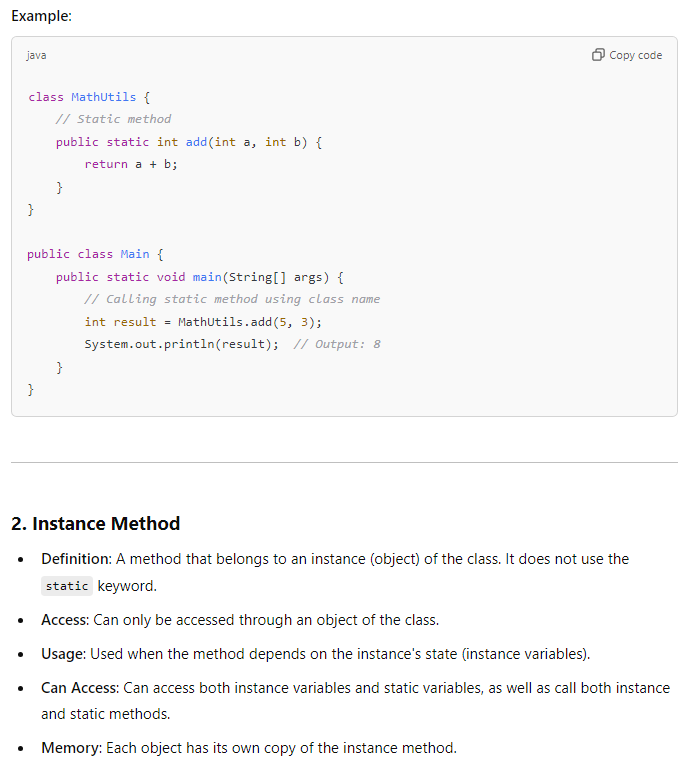 Example:
java
Copy code
class MathUtils {
    // Static method
    public static int add(int a, int b) {
        return a + b;
    }
}
public class Main {
    public static void main(String[] args) {
        // Calling static method using class name
        int result = MathUtils.add(5, 3);
        System.out.println(result);  // Output: 8
    }
}
2. Instance Method
• Definition: A method that belongs to an instance (object) of the class. It does not use the
static keyword.
• Access: Can only be accessed through an object of the class.
• Usage: Used when the method depends on the instance's state (instance variables).
• Can Access: Can access both instance variables and static variables, as well as call both instance
and static methods.
• Memory: Each object has its own copy of the instance method.